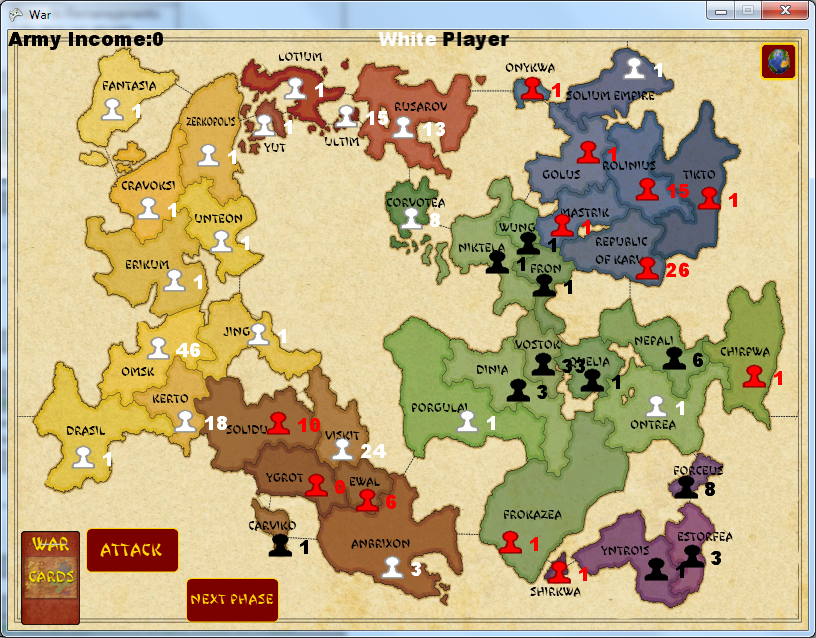 War
Army Income:0
White Player
LOTIUM
1
FANTASIA
1
ONYKWA
1
SOLIUM EMPIRE
1
RUSAROV
13
ULTIM
15
YUT
1
ZERKOPOLIS
1
GOLUS
1
ROLINIUS
15
TIKTO
1
CRAVOKSI
1
CORVOTEA
8
UNTEON
1
MASTRIK
1
WUNG
1
NIKTELA
1
FRON
1
REPUBLIC
OF KARU
26
ERIKUM
1
JING
1
OMSK
46
VOSTOK
33
NEPALI
6
CHIRPWA
1
DINIA
3
1
KERTO
18
PORGULAI
1
ONTREA
1
DRASIL
1
SOLIDU
10
VISKIT
24
YGROT
0
EWAL
6
FORCEUS
8
CARVIKO
1
FROKAZEA
1
ANBRIXON
3
YNTROIS
1
ESTORFEA
3
SHIRKWA
1
WAR
CARDS
ATTACK
NEXT PHASE